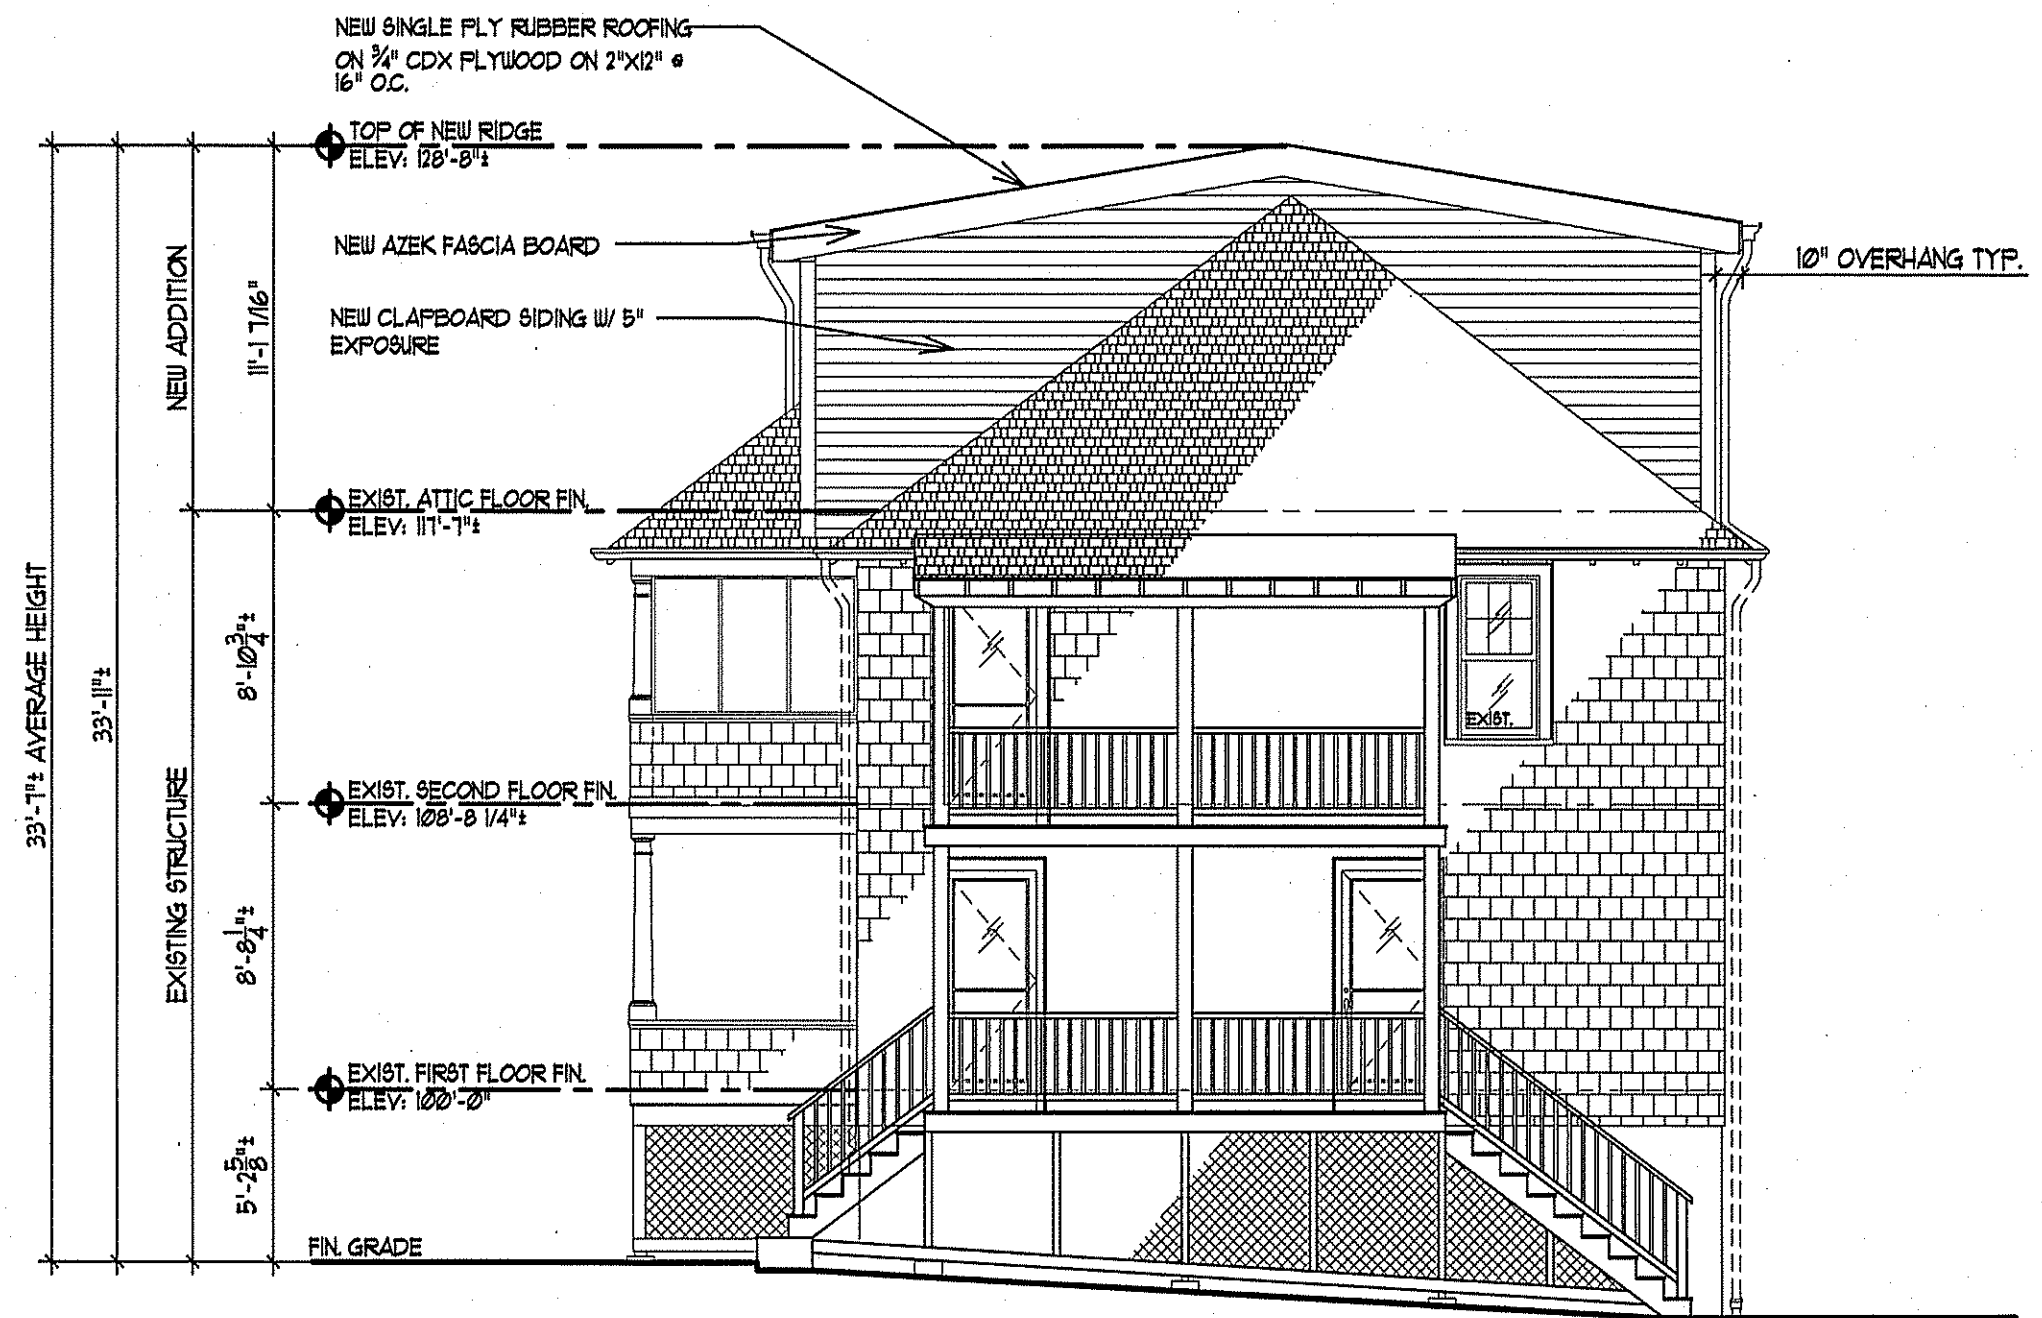 NEW SINGLE PLY RUBBER ROOFING
ON 3/4" CDX PLYWOOD ON 2"X12" @
16" O.C.
TOP OF NEW RIDGE
ELEV: 128'-8"±
NEW AZEK FASCIA BOARD
10" OVERHANG TYP.
NEW CLAPBOARD SIDING W/ 5"
EXPOSURE
NEW ADDITION
11'-1 7/16"
EXIST. ATTIC FLOOR FIN.
ELEV: 117'-7"±
33'-7"± AVERAGE HEIGHT
33'-11"±
EXISTING STRUCTURE
8'-10 3/4"±
EXIST.
EXIST. SECOND FLOOR FIN.
ELEV: 108'-8 1/4"±
8'-8 1/4"±
EXIST. FIRST FLOOR FIN.
ELEV: 100'-0"
5'-2 5/8"±
FIN. GRADE